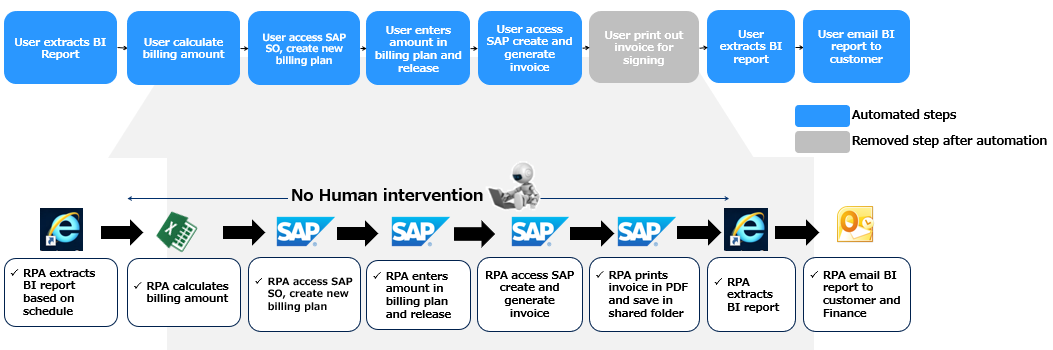 User extracts BI
Report
User calculate
billing amount
User access SAP
SO, create new
billing plan
User enters
amount in
billing plan and
release
User access
SAP create and
generate
invoice
User print out
invoice for
signing
User
extracts BI
report
User email BI
report to
customer
Automated steps
Removed step after automation
No Human intervention
SAP
SAP
SAP
SAP
✓ RPA extracts
BI report
based on
schedule
✓ RPA calculates
billing amount
✓ RPA access SAP
SO, create new
billing plan
✓ RPA enters
amount in
billing plan
and release
RPA access SAP
create and
generate
invoice
✓ RPA prints
invoice in PDF
and save in
shared folder
✓ RPA
extracts
BI report
✓ RPA email BI
report to
customer and
Finance